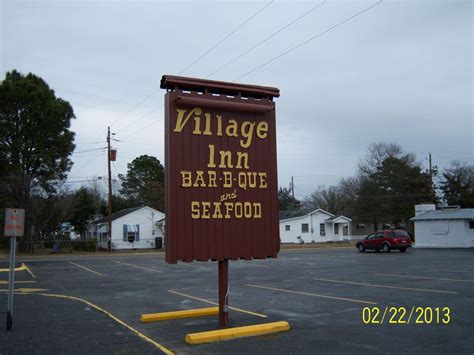 Village
Inn
BAR-B-QUE
and
SEAFOOD
02/22/2013